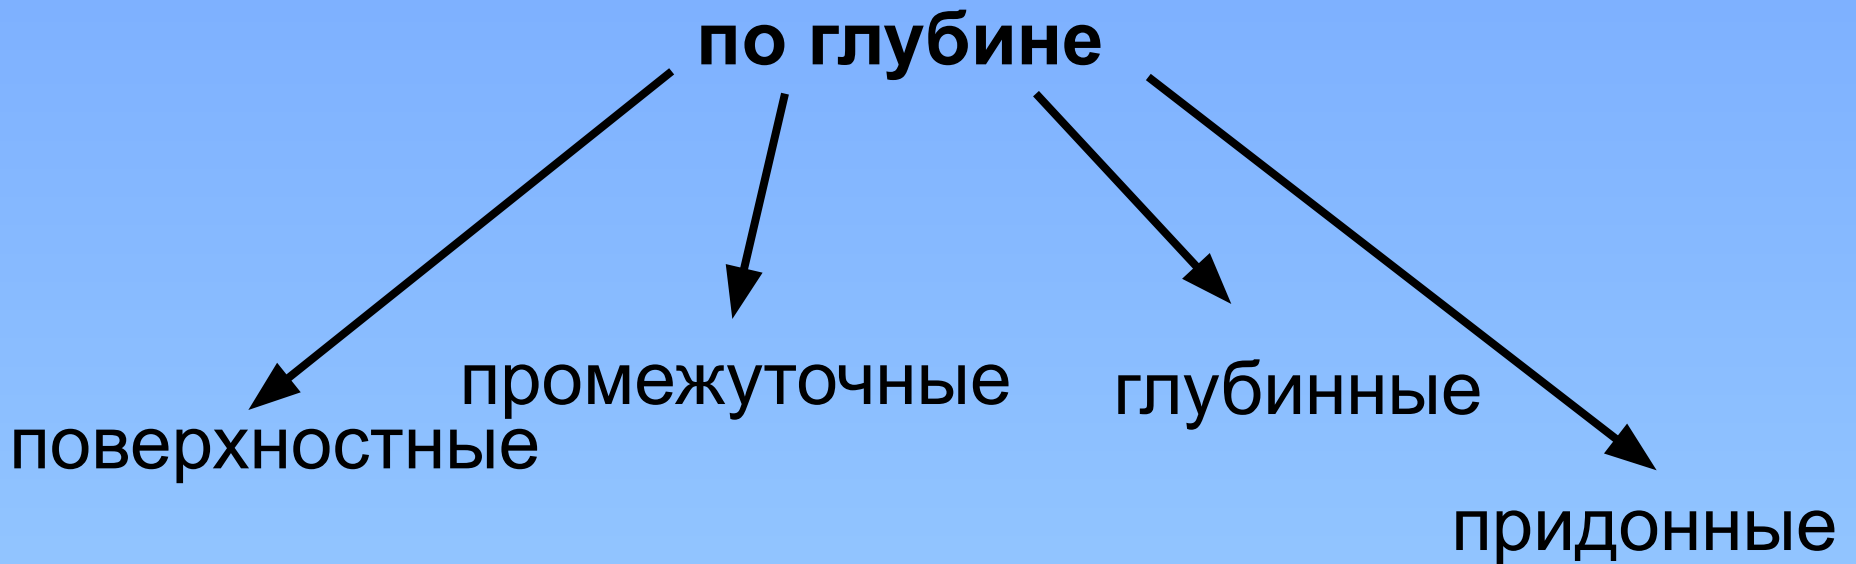 по глубине
поверхностные
промежуточные
глубинные
придонные